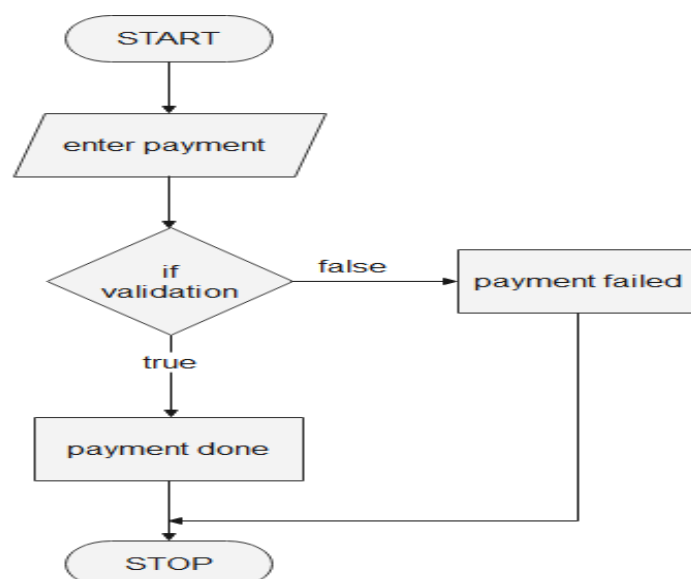 START
enter payment
if
validation
false
payment failed
true
payment done
STOP